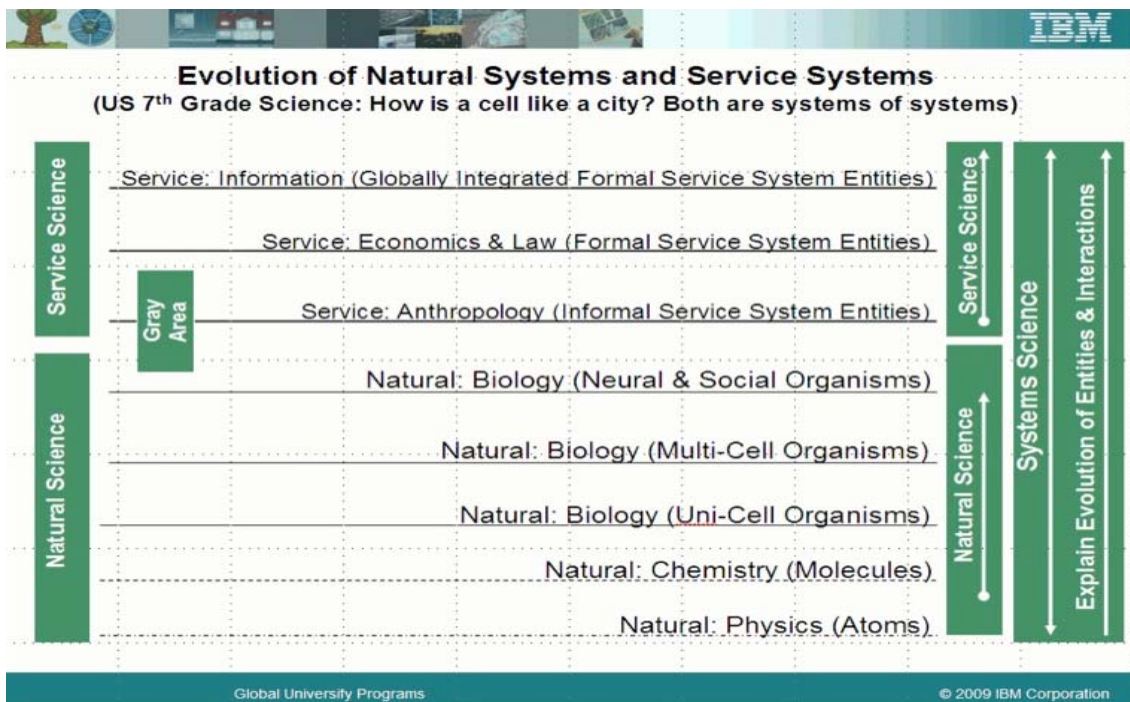 IBM
Evolution of Natural Systems and Service Systems
(US 7th Grade Science: How is a cell like a city? Both are systems of systems)
Service Science
Gray
Area
Natural Science
Service: Information (Globally Integrated Formal Service System Entities)
Service: Economics & Law (Formal Service System Entities)
Service: Anthropology (Informal Service System Entities)
Natural: Biology (Neural & Social Organisms)
Natural: Biology (Multi-Cell Organisms)
Natural: Biology (Uni-Cell Organisms)
Natural: Chemistry (Molecules)
Natural: Physics (Atoms)
Service Science
Natural Science
Systems Science
Explain Evolution of Entities & Interactions
Global University Programs
© 2009 IBM Corporation